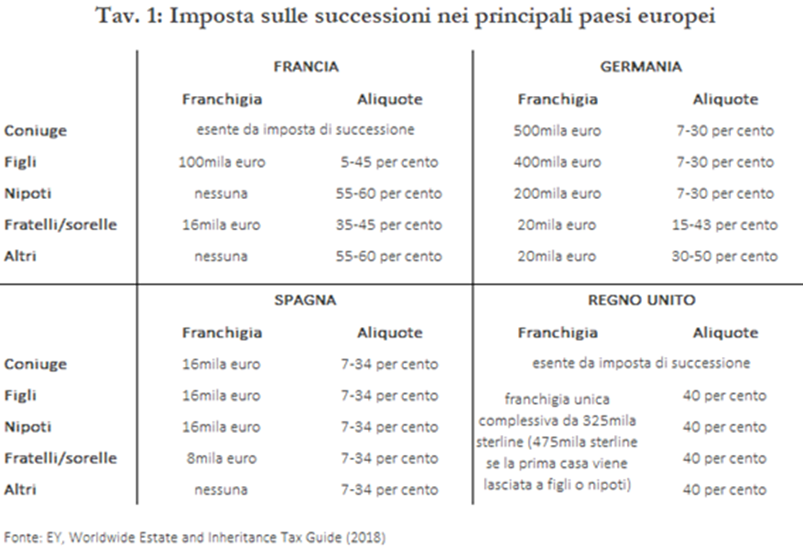 Tav. 1: Imposta sulle successioni nei principali paesi europei
FRANCIA GERMANIA
Franchigia Aliquote Franchigia Aliquote
Coniuge esente da imposta di successione 500mila euro 7-30 per cento
Figli 100mila euro 5-45 per cento 400mila euro 7-30 per cento
Nipoti nessuna 55-60 per cento 200mila euro 7-30 per cento
Fratelli/sorelle 16mila euro 35-45 per cento 20mila euro 15-43 per cento
Altri nessuna 55-60 per cento 20mila euro 30-50 per cento
SPAGNA REGNO UNITO
Franchigia Aliquote Franchigia Aliquote
Coniuge 16mila euro 7-34 per cento esente da imposta di successione
Figli 16mila euro 7-34 per cento franchigia unica 40 per cento
Nipoti 16mila euro 7-34 per cento complessiva da 325mila 40 per cento
Fratelli/sorelle 8mila euro 7-34 per cento sterline (475mila sterline 40 per cento
se la prima casa viene
Altri nessuna 7-34 per cento lasciata a figli o nipoti) 40 per cento
Fonte: EY, Worldwide Estate and Inheritance Tax Guide (2018)